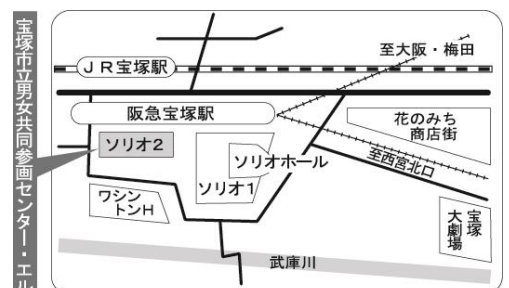 宝塚市立男女共同参画センター・エル
JR宝塚駅
至大阪・梅田
阪急宝塚駅
花のみち
商店街
ソリオ2
ソリオホール
ソリオ1
至西宮北口
ワシン
トンH
宝塚
大劇場
武庫川